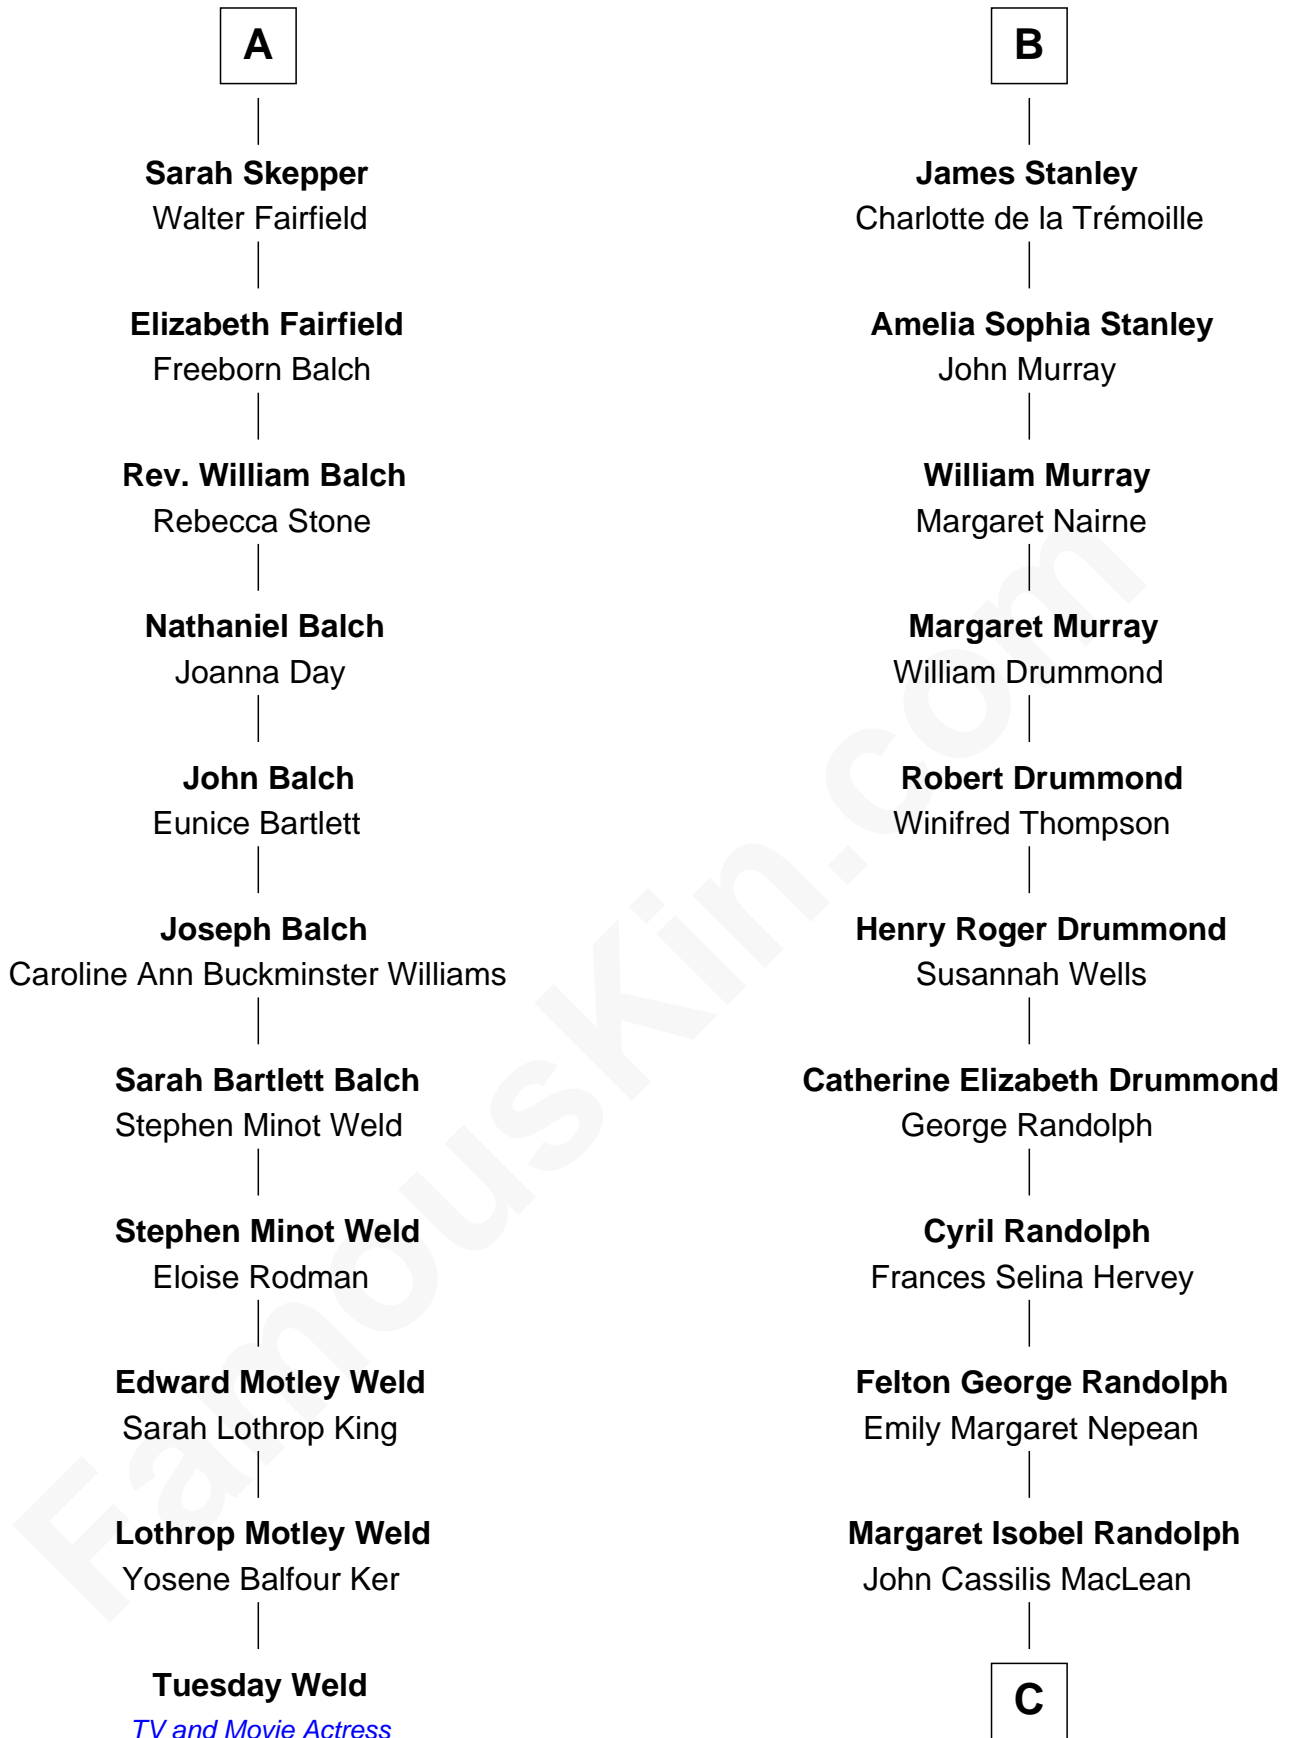 A
Sarah Skepper
Walter Fairfield
Elizabeth Fairfield
Freeborn Balch
Rev. William Balch
Rebecca Stone
Nathaniel Balch
Joanna Day
John Balch
Eunice Bartlett
Joseph Balch
Caroline Ann Buckminster Williams
Sarah Bartlett Balch
Stephen Minot Weld
Stephen Minot Weld
Eloise Rodman
Edward Motley Weld
Sarah Lothrop King
Lothrop Motley Weld
Yosene Balfour Ker
Tuesday Weld
TV and Movie Actress
B
James Stanley
Charlotte de la Trémoille
Amelia Sophia Stanley
John Murray
William Murray
Margaret Nairne
Margaret Murray
William Drummond
Robert Drummond
Winifred Thompson
Henry Roger Drummond
Susannah Wells
Catherine Elizabeth Drummond
George Randolph
Cyril Randolph
Frances Selina Hervey
Felton George Randolph
Emily Margaret Nepean
Margaret Isobel Randolph
John Cassilis MacLean
C
FamousKin.com